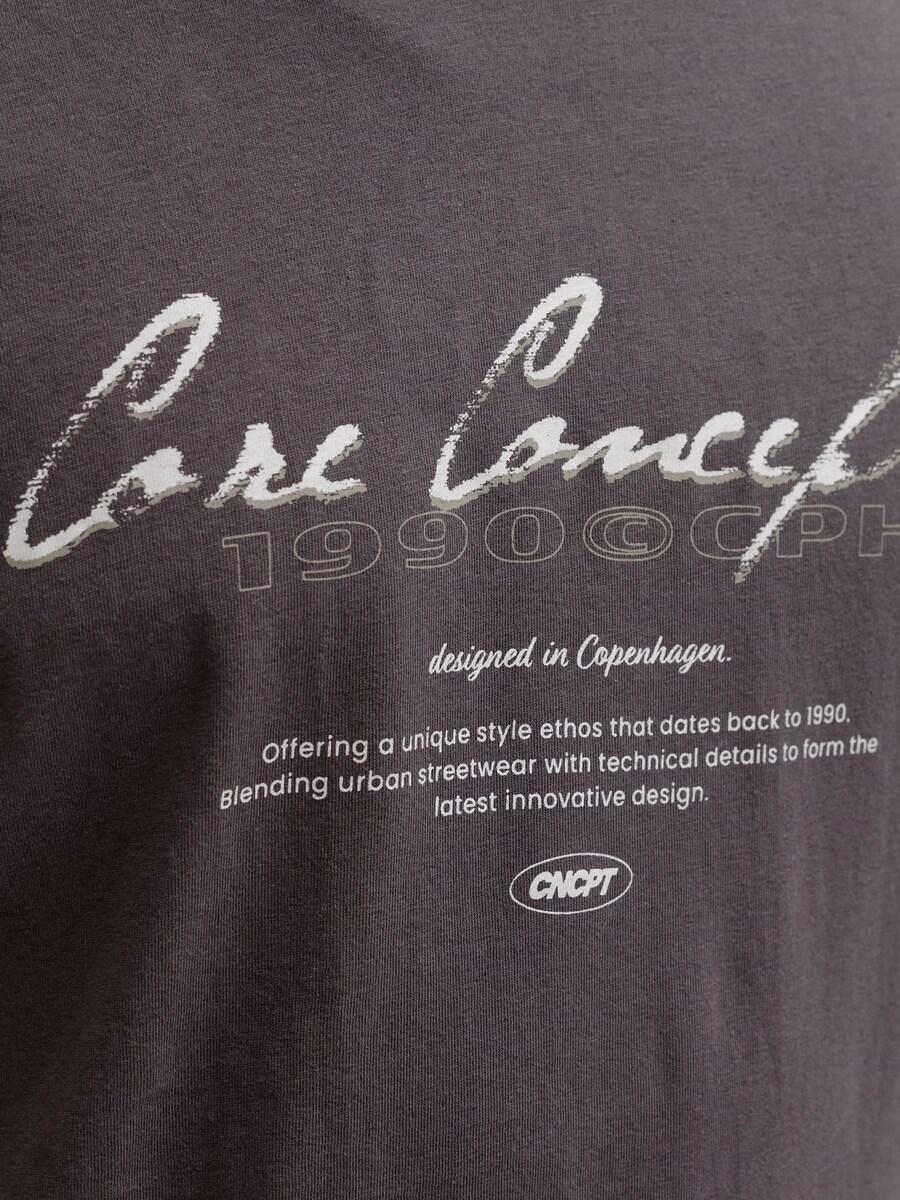 Core Concep
1990©CPH
designed in Copenhagen.
Offering a unique style ethos that dates back to 1990.
Blending urban streetwear with technical details to form the
latest innovative design.
CNCPT